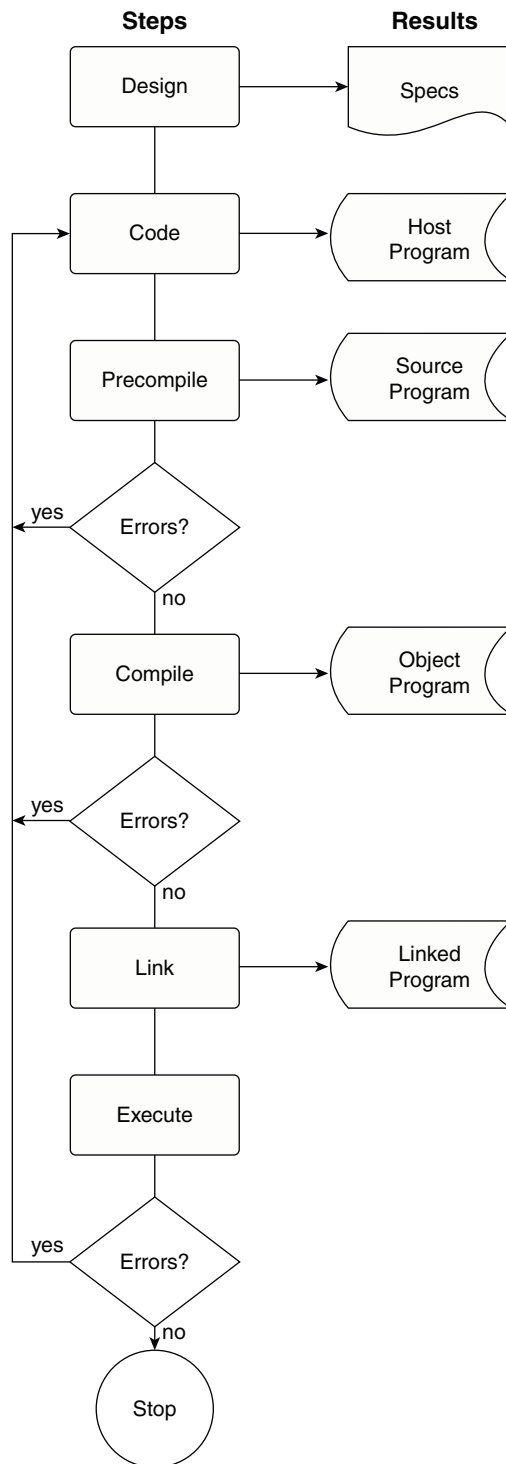 Steps
Results
Design
Specs
Code
Host
Program
Precompile
Source
Program
yes
Errors?
no
Compile
Object
Program
yes
Errors?
no
Link
Linked
Program
Execute
yes
Errors?
no
Stop